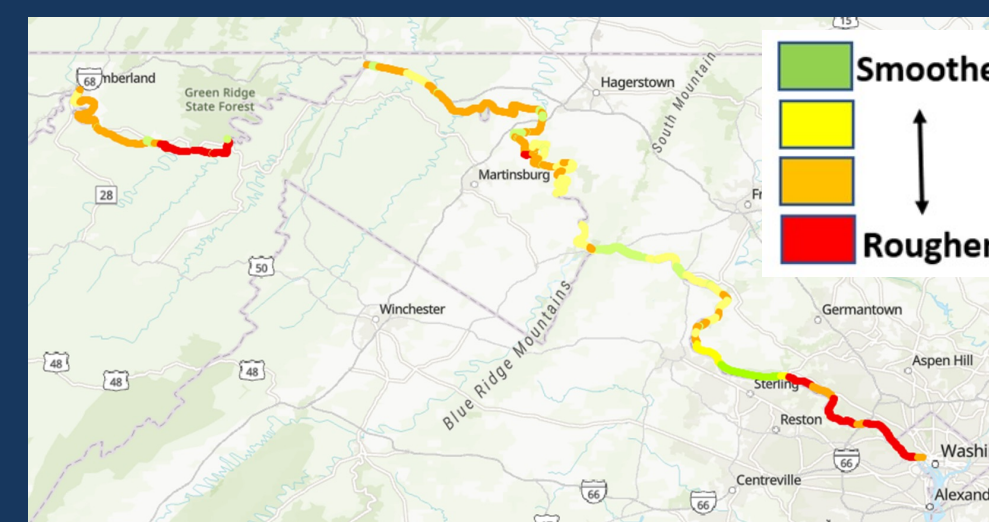 15
Smoothe
68
mberland
Green Ridge
State Forest
Hagerstown
South Mountain
Martinsburg
28
Fr
50
Rougher
Winchester
Blue Ridge Mountains
Germantown
48
48
48
Aspen Hill
Sterling
Reston
66
Washi
Centreville
66
66
Alexand